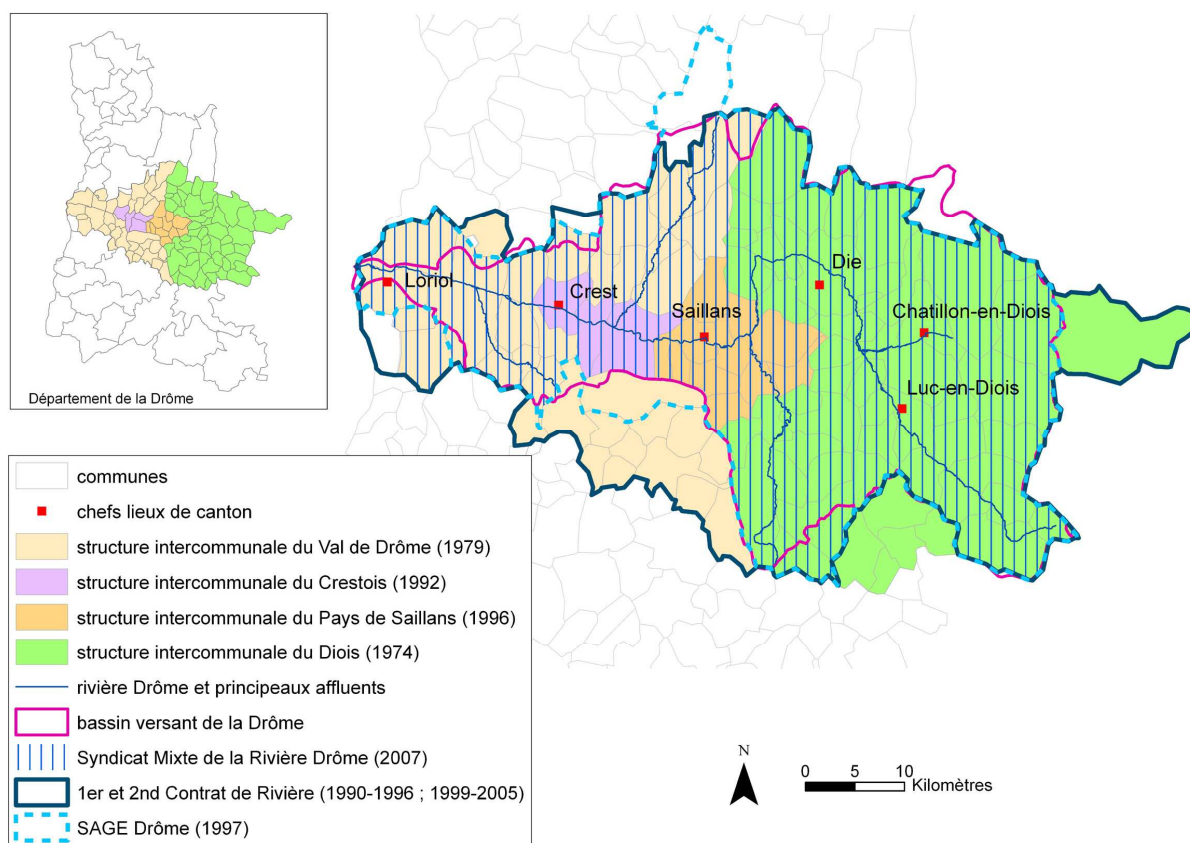 Département de la Drôme
Loriol
Crest
Saillans
Die
Chatillon-en-Diois
Luc-en-Diois
communes
chefs lieux de canton
structure intercommunale du Val de Drôme (1979)
structure intercommunale du Crestois (1992)
structure intercommunale du Pays de Saillans (1996)
structure intercommunale du Diois (1974)
rivière Drôme et principeaux affluents
bassin versant de la Drôme
Syndicat Mixte de la Rivière Drôme (2007)
1er et 2nd Contrat de Rivière (1990-1996 ; 1999-2005)
SAGE Drôme (1997)
N
0 5 10
Kilomètres